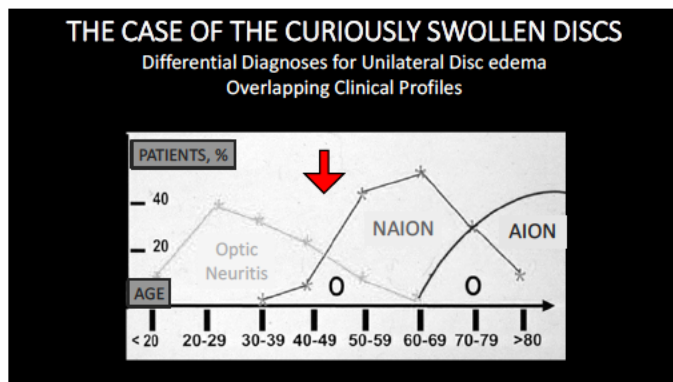 THE CASE OF THE CURIOUSLY SWOLLEN DISCS
Differential Diagnoses for Unilateral Disc edema
Overlapping Clinical Profiles
PATIENTS, %
40
20
NAION
AION
Optic
Neuritis
O
O
AGE
< 20 20-29 30-39 40-49 50-59 60-69 70-79 >80